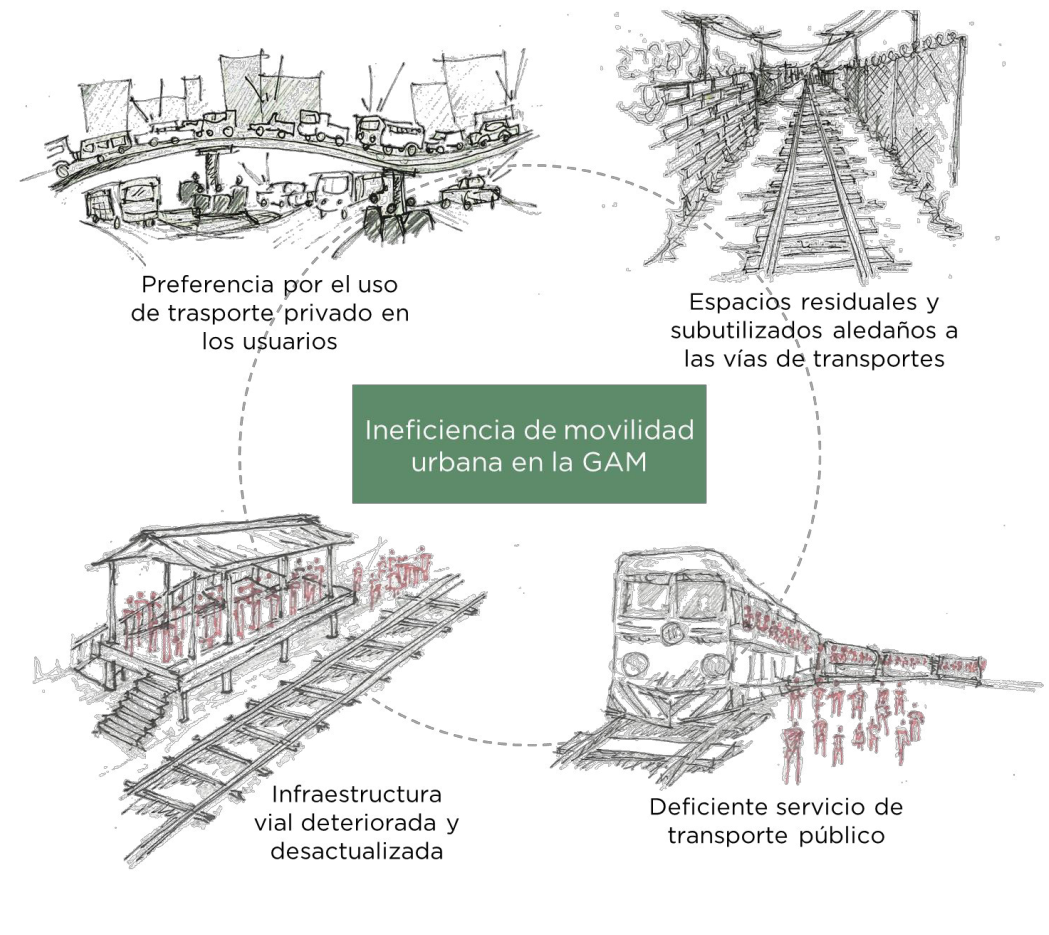 Preferencia por el uso
de trasporte privado en
los usuarios
Espacios residuales y
subutilizados aledaños a
las vías de transportes
Ineficiencia de movilidad
urbana en la GAM
Infraestructura
vial deteriorada y
desactualizada
Deficiente servicio de
transporte público